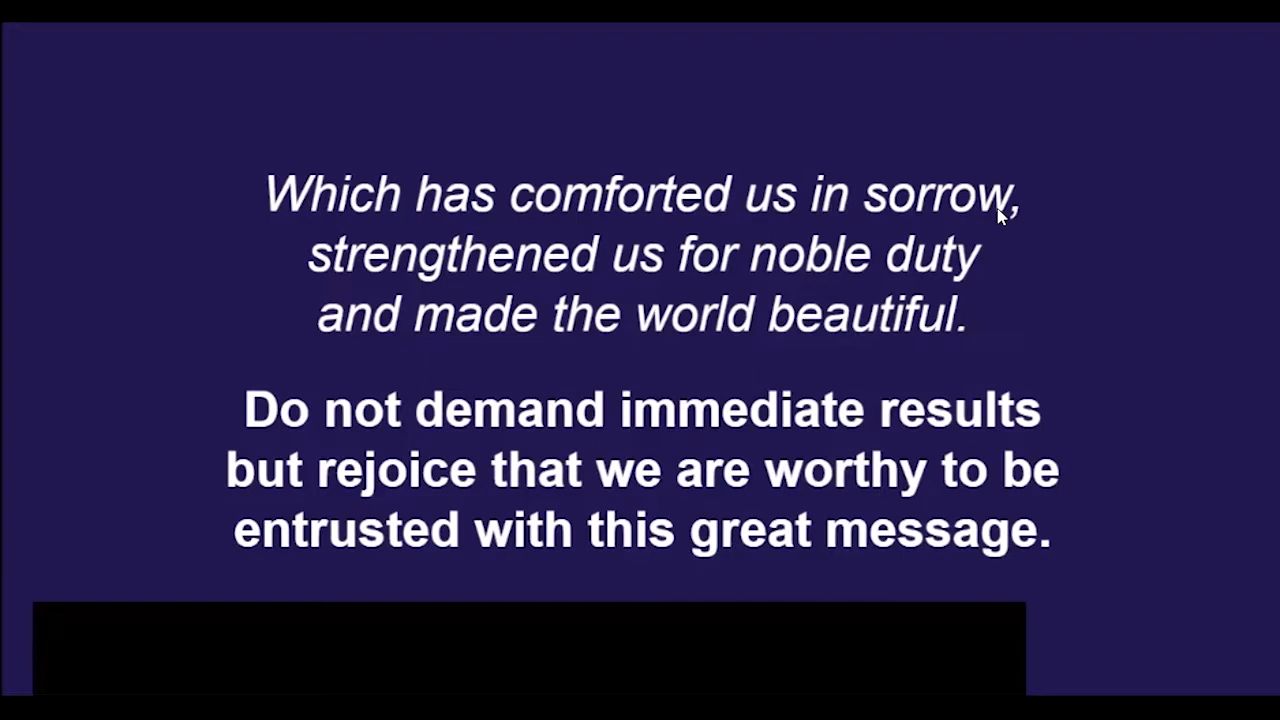 Which has comforted us in sorrow,
strengthened us for noble duty
and made the world beautiful.
Do not demand immediate results
but rejoice that we are worthy to be
entrusted with this great message.